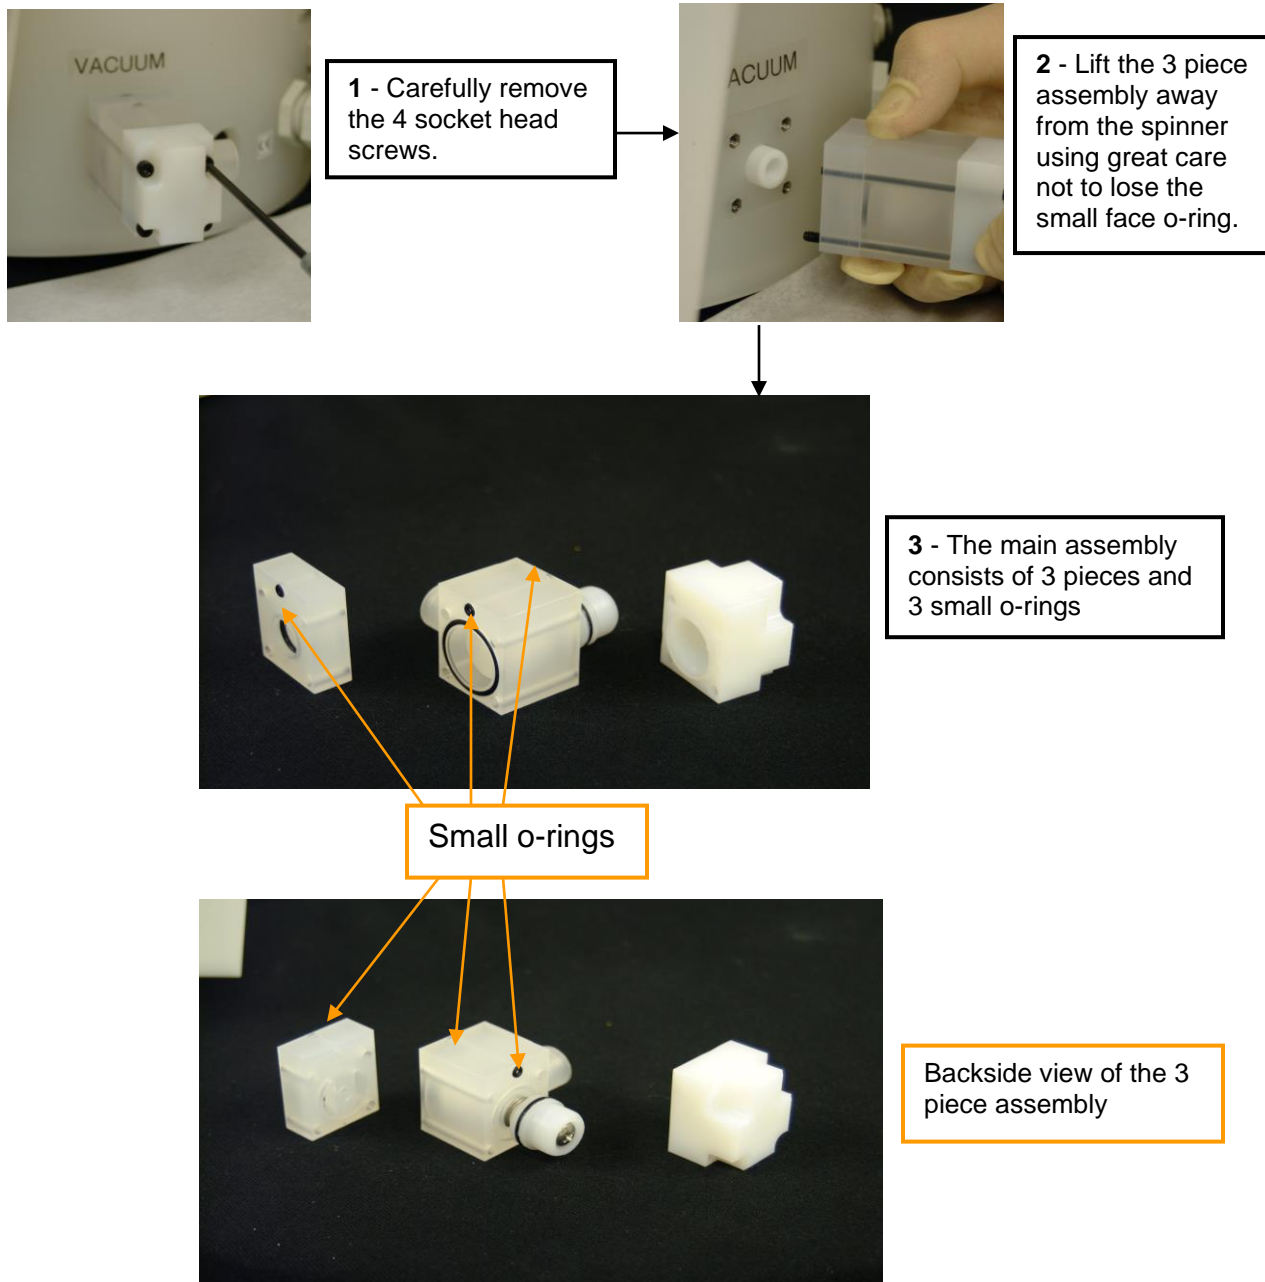 VACUUM
1 - Carefully remove
the 4 socket head
screws.
ACUUM
2 - Lift the 3 piece
assembly away
from the spinner
using great care
not to lose the
small face o-ring.
3 - The main assembly
consists of 3 pieces and
3 small o-rings
Small o-rings
Backside view of the 3
piece assembly